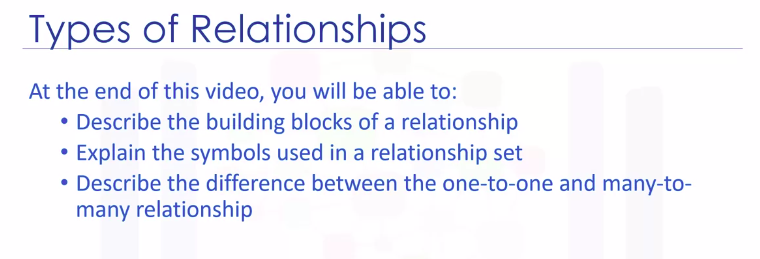 Types of Relationships
At the end of this video, you will be able to:
• Describe the building blocks of a relationship
• Explain the symbols used in a relationship set
• Describe the difference between the one-to-one and many-to-
many relationship